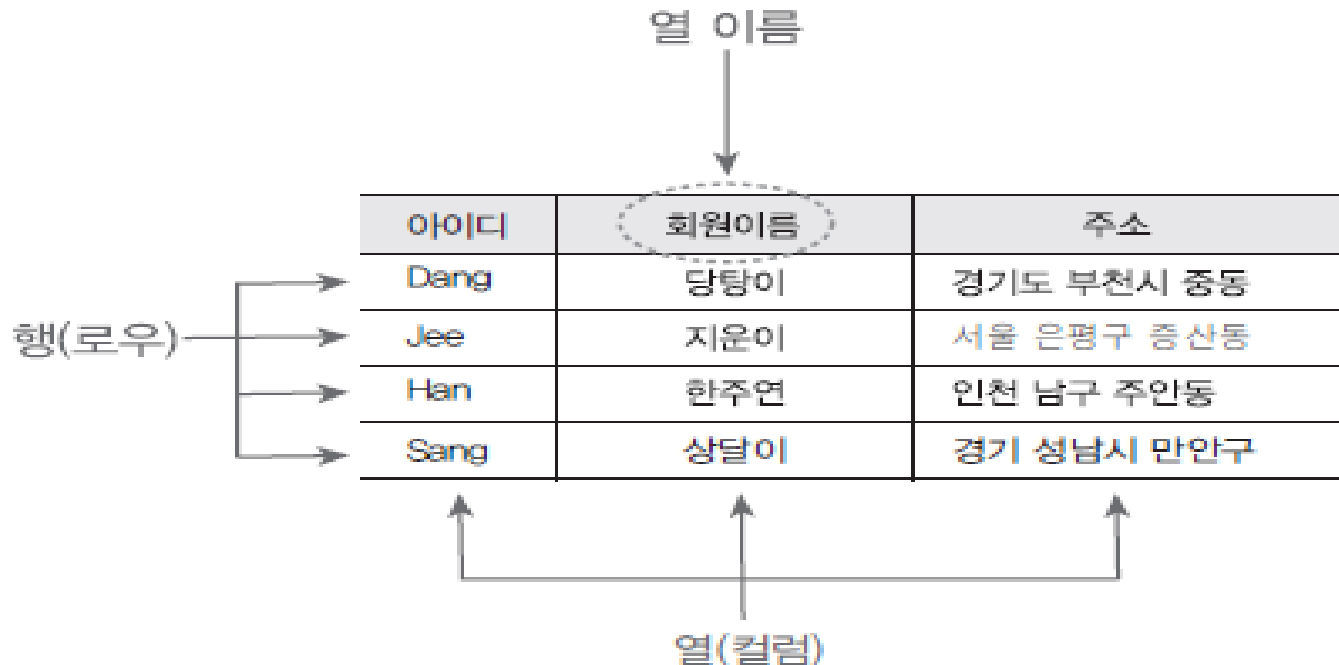 열 이름
아이디 회원이름 주소
Dang 당탕이 경기도 부천시 중동
행(로우)
Jee 지운이 서울 은평구 증산동
Han 한주연 인천 남구 주안동
Sang 상달이 경기 성남시 만안구
열(컬럼)